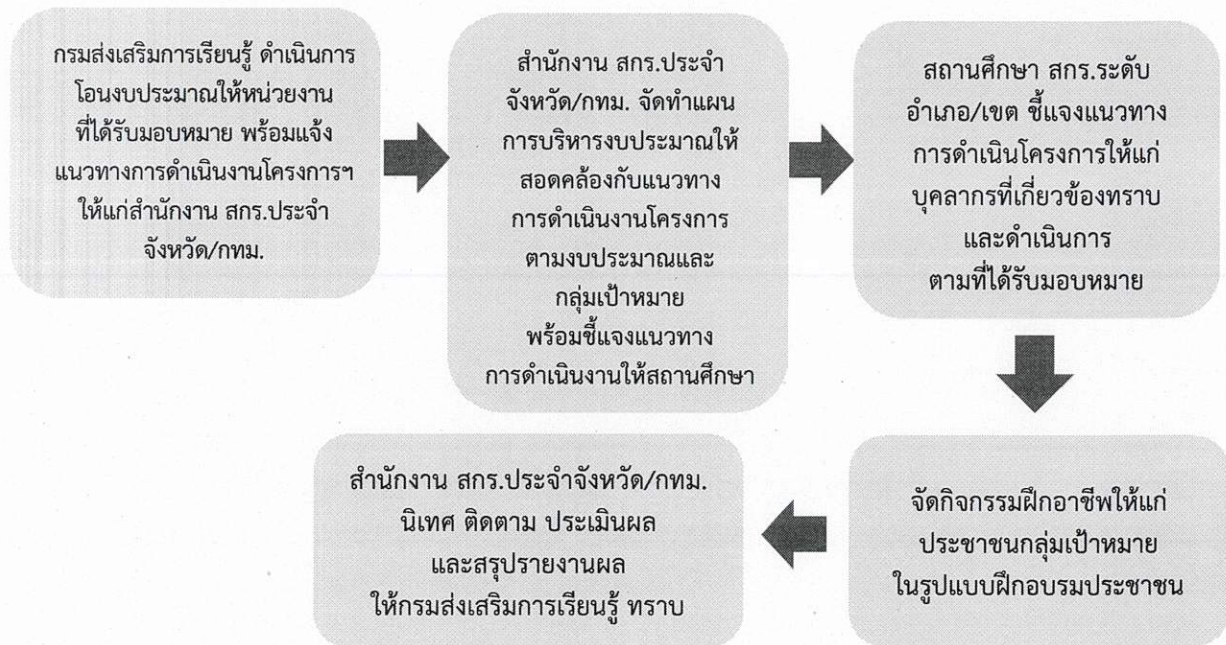 กรมส่งเสริมการเรียนรู้ ดำเนินการ
โอนงบประมาณให้หน่วยงาน
ที่ได้รับมอบหมาย พร้อมแจ้ง
แนวทางการดำเนินงานโครงการฯ
ให้แก่สำนักงาน สกร.ประจำ
จังหวัด/กทม.
สำนักงาน สกร.ประจำ
จังหวัด/กทม. จัดทำแผน
การบริหารงบประมาณให้
สอดคล้องกับแนวทาง
การดำเนินงานโครงการ
ตามงบประมาณและ
กลุ่มเป้าหมาย
พร้อมชี้แจงแนวทาง
การดำเนินงานให้สถานศึกษา
สถานศึกษา สกร.ระดับ
อำเภอ/เขต ชี้แจงแนวทาง
การดำเนินโครงการให้แก่
บุคลากรที่เกี่ยวข้องทราบ
และดำเนินการ
ตามที่ได้รับมอบหมาย
จัดกิจกรรมฝึกอาชีพให้แก่
ประชาชนกลุ่มเป้าหมาย
ในรูปแบบฝึกอบรมประชาชน
สำนักงาน สกร.ประจำจังหวัด/กทม.
นิเทศ ติดตาม ประเมินผล
และสรุปรายงานผล
ให้กรมส่งเสริมการเรียนรู้ ทราบ